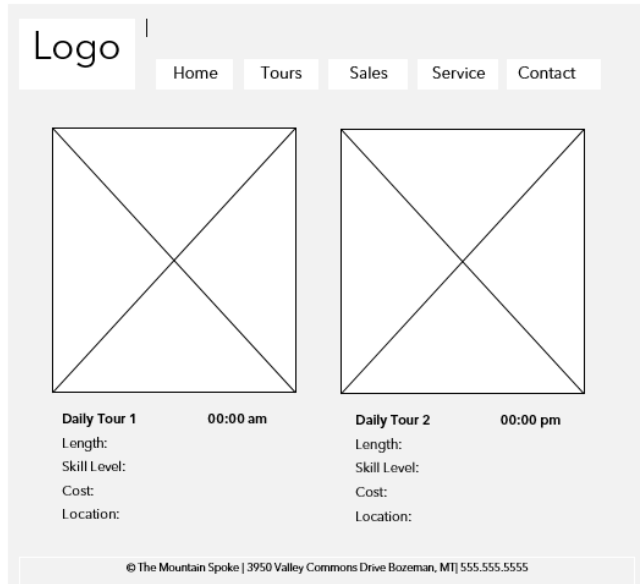 Logo
Home Tours Sales Service Contact
Daily Tour 1 00:00 am
Length:
Skill Level:
Cost:
Location:
Daily Tour 2 00:00 pm
Length:
Skill Level:
Cost:
Location:
© The Mountain Spoke | 3950 Valley Commons Drive Bozeman, MT| 555.555.5555